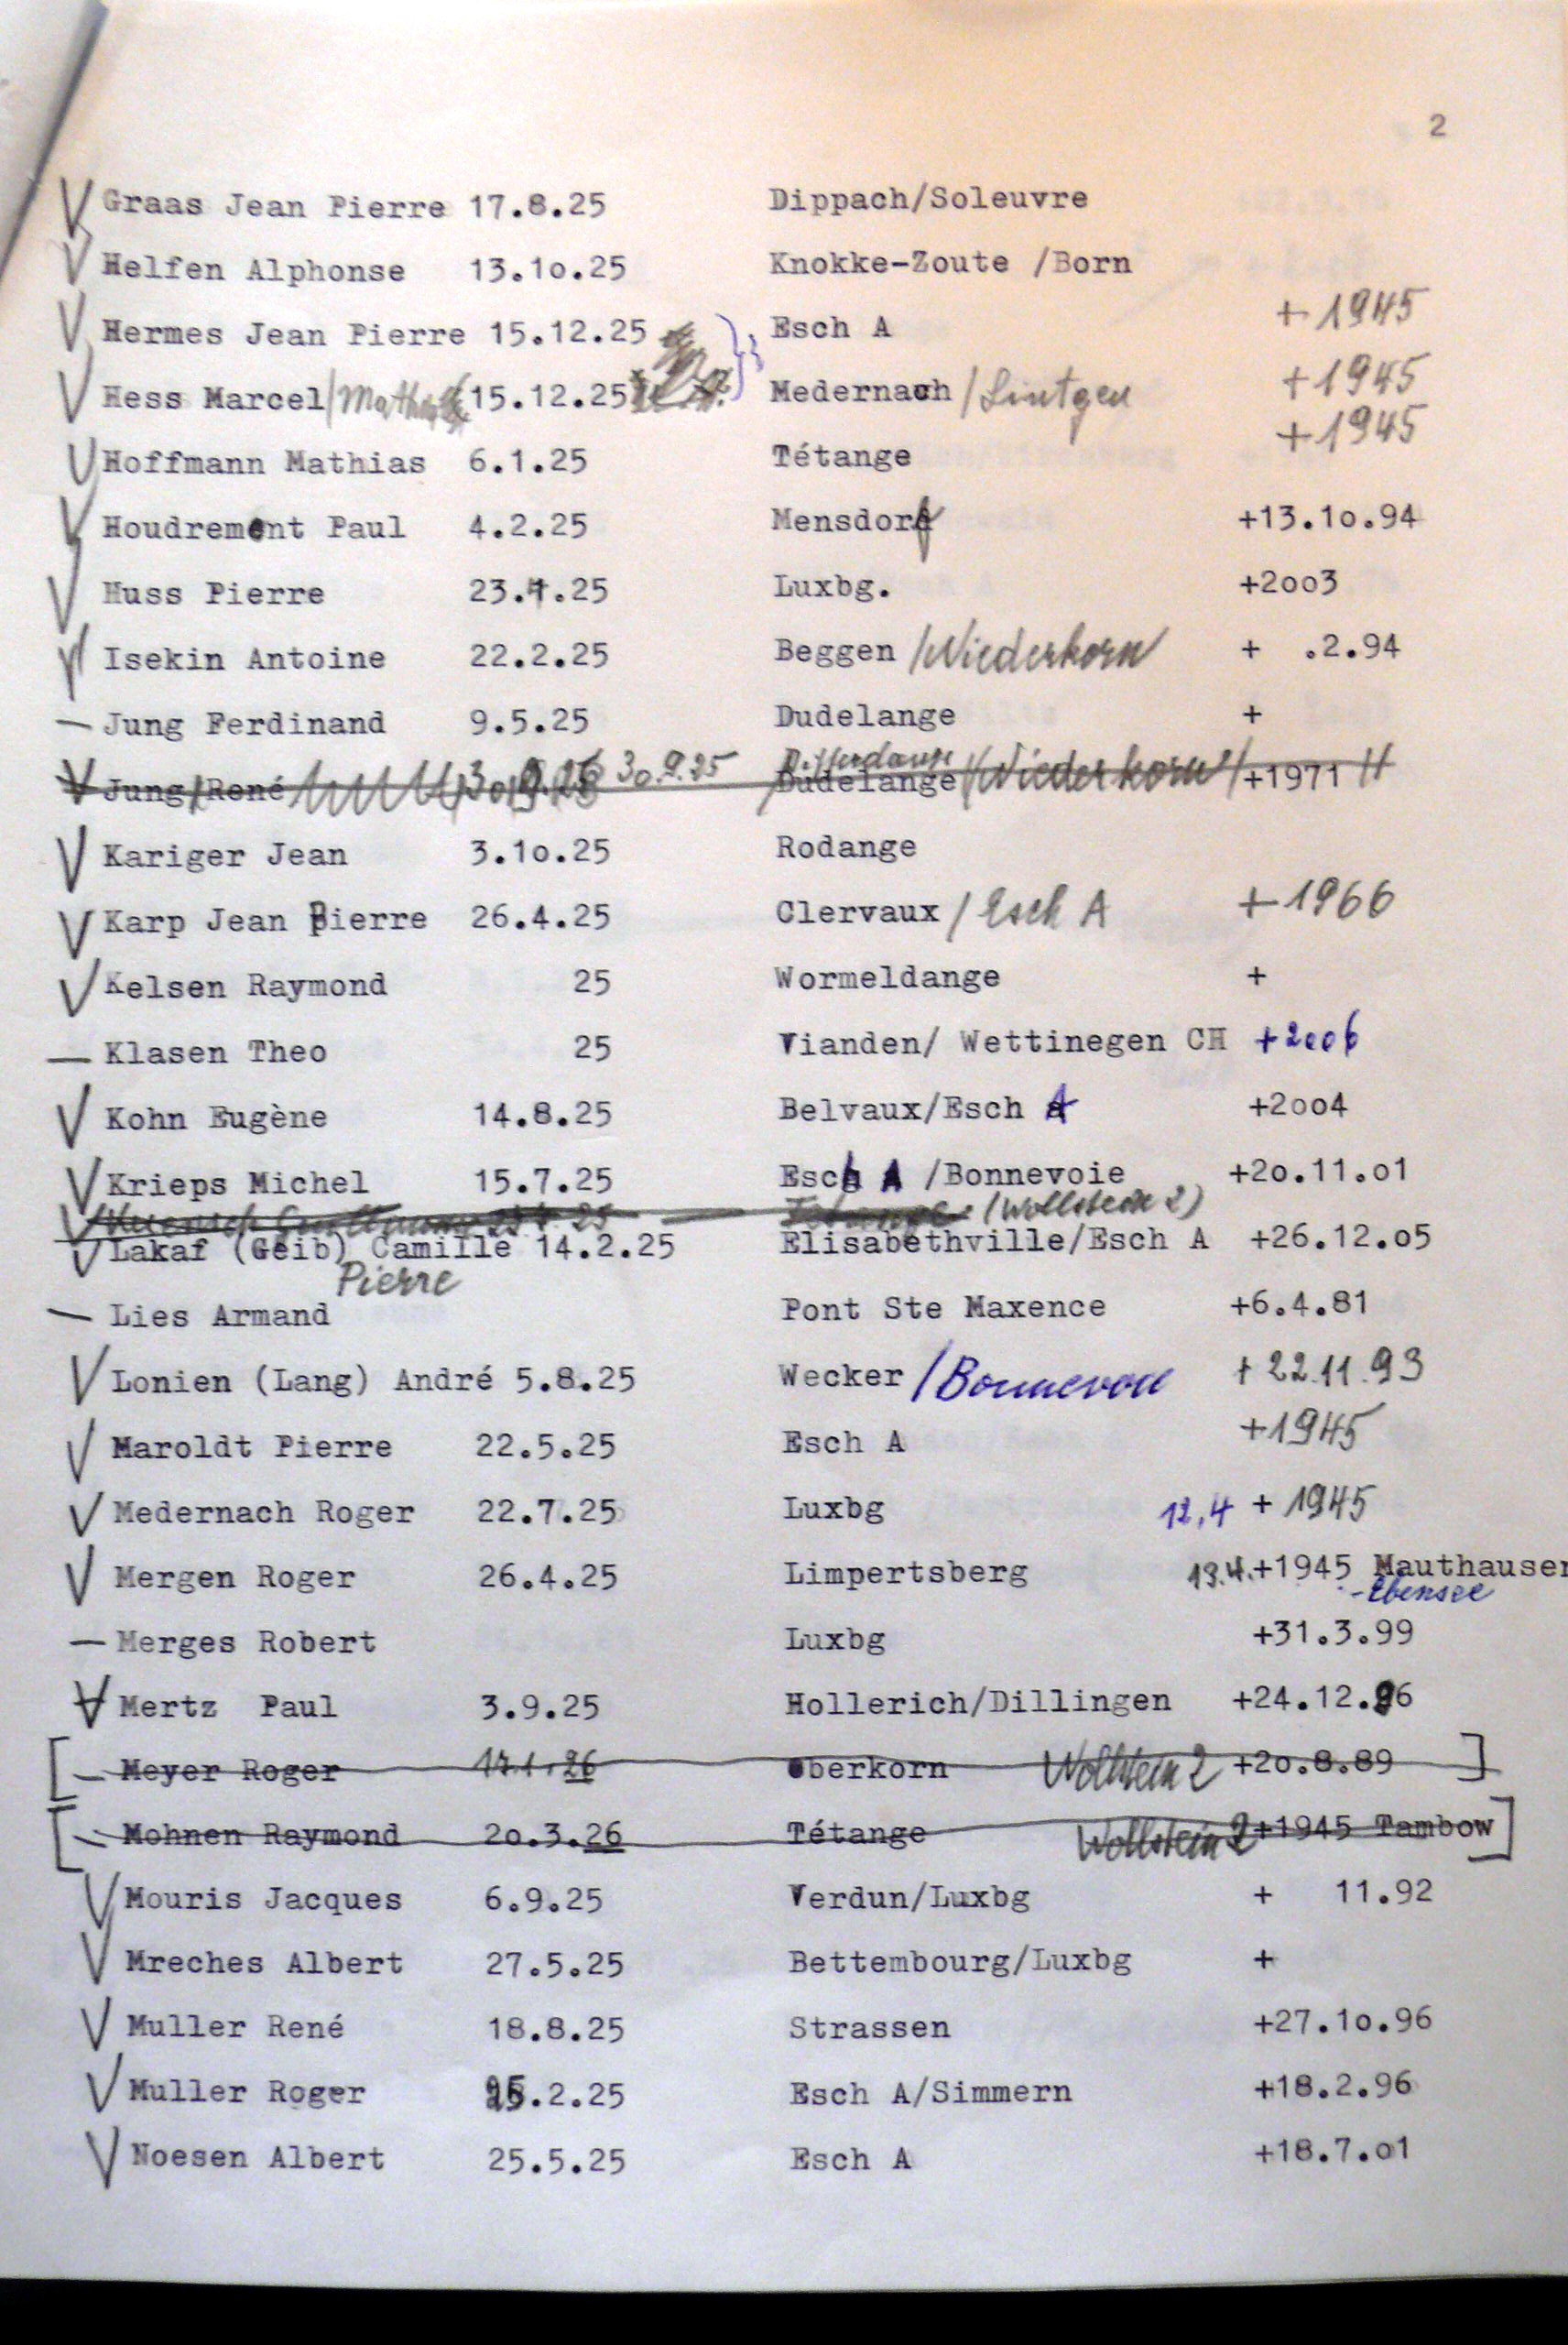 2
Graas Jean Pierre 17.8.25 Dippach/Soleuvre
Helfen Alphonse 13.10.25 Knokke-Zoute /Born
Hermes Jean Pierre 15.12.25 Esch A + 1945
Hess Marcel/ 15.12.25 Medernach /Lintgen +1945
Hoffmann Mathias 6.1.25 Tétange +1945
Houdremont Paul 4.2.25 Mensdorf +13.10.94
Huss Pierre 23.4.25 Luxbg. +2003
Isekin Antoine 22.2.25 Beggen /Niederkorn + .2.94
Jung Ferdinand 9.5.25 Dudelange +
Jung René 30.9.25 Differdange Dudelange /Niederkorn +1971
Kariger Jean 3.10.25 Rodange
Karp Jean Pierre 26.4.25 Clervaux / Esch A +1966
Kelsen Raymond 25 Wormeldange +
Klasen Theo 25 Vianden/ Wettinegen CH +2006
Kohn Eugène 14.8.25 Belvaux/Esch A +2004
Krieps Michel 15.7.25 Esch A /Bonnevoie +20.11.01
25 (Wollstein 2)
Lakaf (Geib) Camille 14.2.25 Elisabethville/Esch A +26.12.05
Pierre
Lies Armand Pont Ste Maxence +6.4.81
Lonien (Lang) André 5.8.25 Wecker /Bonnevoie +22.11.93
Maroldt Pierre 22.5.25 Esch A +1945
Medernach Roger 22.7.25 Luxbg 12.4 + 1945
Mergen Roger 26.4.25 Limpertsberg 13.4.+1945 Mauthausen
-Ebensee
Merges Robert Luxbg +31.3.99
Mertz Paul 3.9.25 Hollerich/Dillingen +24.12.96
[ Meyer Roger 17.1.26 Oberkorn Wollstein 2 +20.8.89 ]
[ Mohnen Raymond 20.3.26 Tétange Wollstein 2 +1945 Tambow ]
Mouris Jacques 6.9.25 Verdun/Luxbg + 11.92
Mreches Albert 27.5.25 Bettembourg/Luxbg +
Muller René 18.8.25 Strassen +27.10.96
Muller Roger .2.25 Esch A/Simmern +18.2.96
Noesen Albert 25.5.25 Esch A +18.7.01